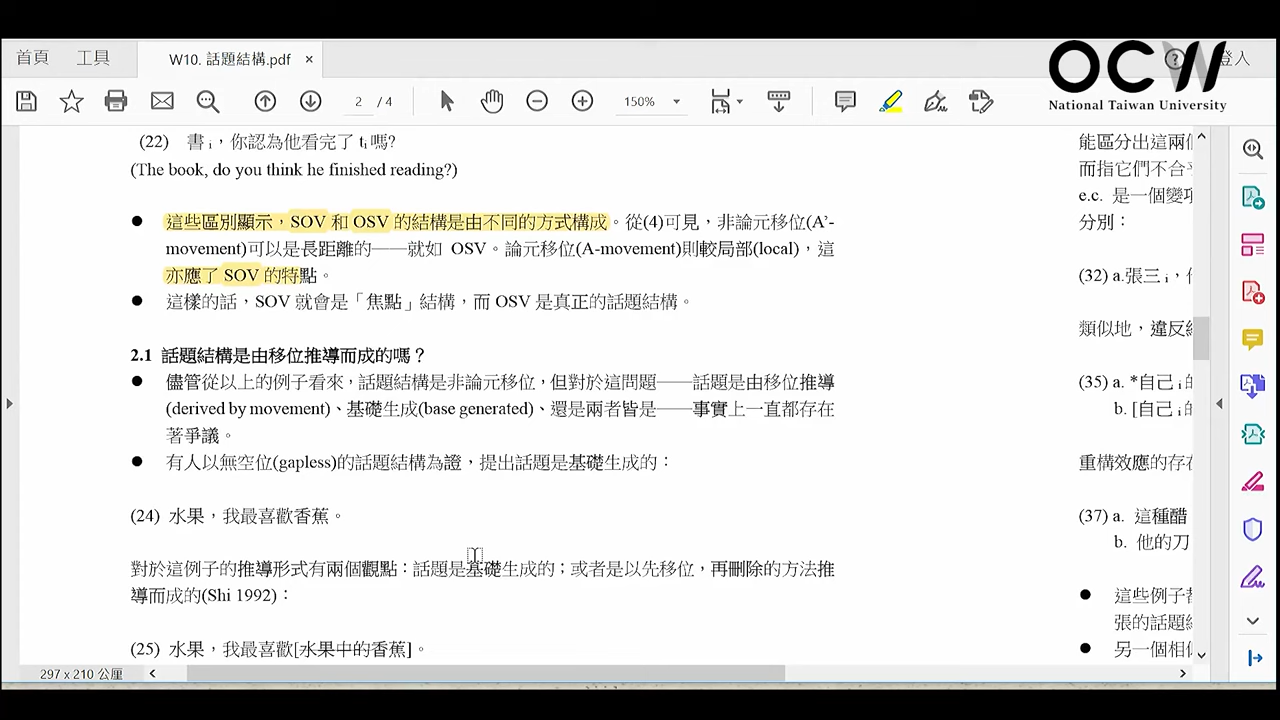 首頁 工具 W10. 話題結構.pdf × 登入
OCW
National Taiwan University
2 / 4 150%
(22) 書 i，你認為他看完了 ti嗎?
(The book, do you think he finished reading?)
● 這些區別顯示，SOV 和 OSV 的結構是由不同的方式構成。從(4)可見，非論元移位(A'-
movement)可以是長距離的──就如 OSV。論元移位(A-movement)則較局部(local)，這
亦應了 SOV 的特點。
● 這樣的話，SOV 就會是「焦點」結構，而 OSV 是真正的話題結構。
2.1 話題結構是由移位推導而成的嗎？
● 儘管從以上的例子看來，話題結構是非論元移位，但對於這問題──話題是由移位推導
(derived by movement)、基礎生成(base generated)、還是兩者皆是──事實上一直都存在
著爭議。
● 有人以無空位(gapless)的話題結構為證，提出話題是基礎生成的：
(24) 水果，我最喜歡香蕉。
對於這例子的推導形式有兩個觀點：話題是基礎生成的；或者是以先移位，再刪除的方法推
導而成的(Shi 1992)：
(25) 水果，我最喜歡[水果中的香蕉]。
能區分出這兩個
而指它們不合乎
e.c. 是一個變項
分別：
(32) a.張三 i，
類似地，違反
(35) a. *自己 i 的
b. [自己 i 的
重構效應的存在
(37) a. 這種醋
b. 他的刀
● 這些例子都
張的話題
● 另一個相似
297 x 210 公厘